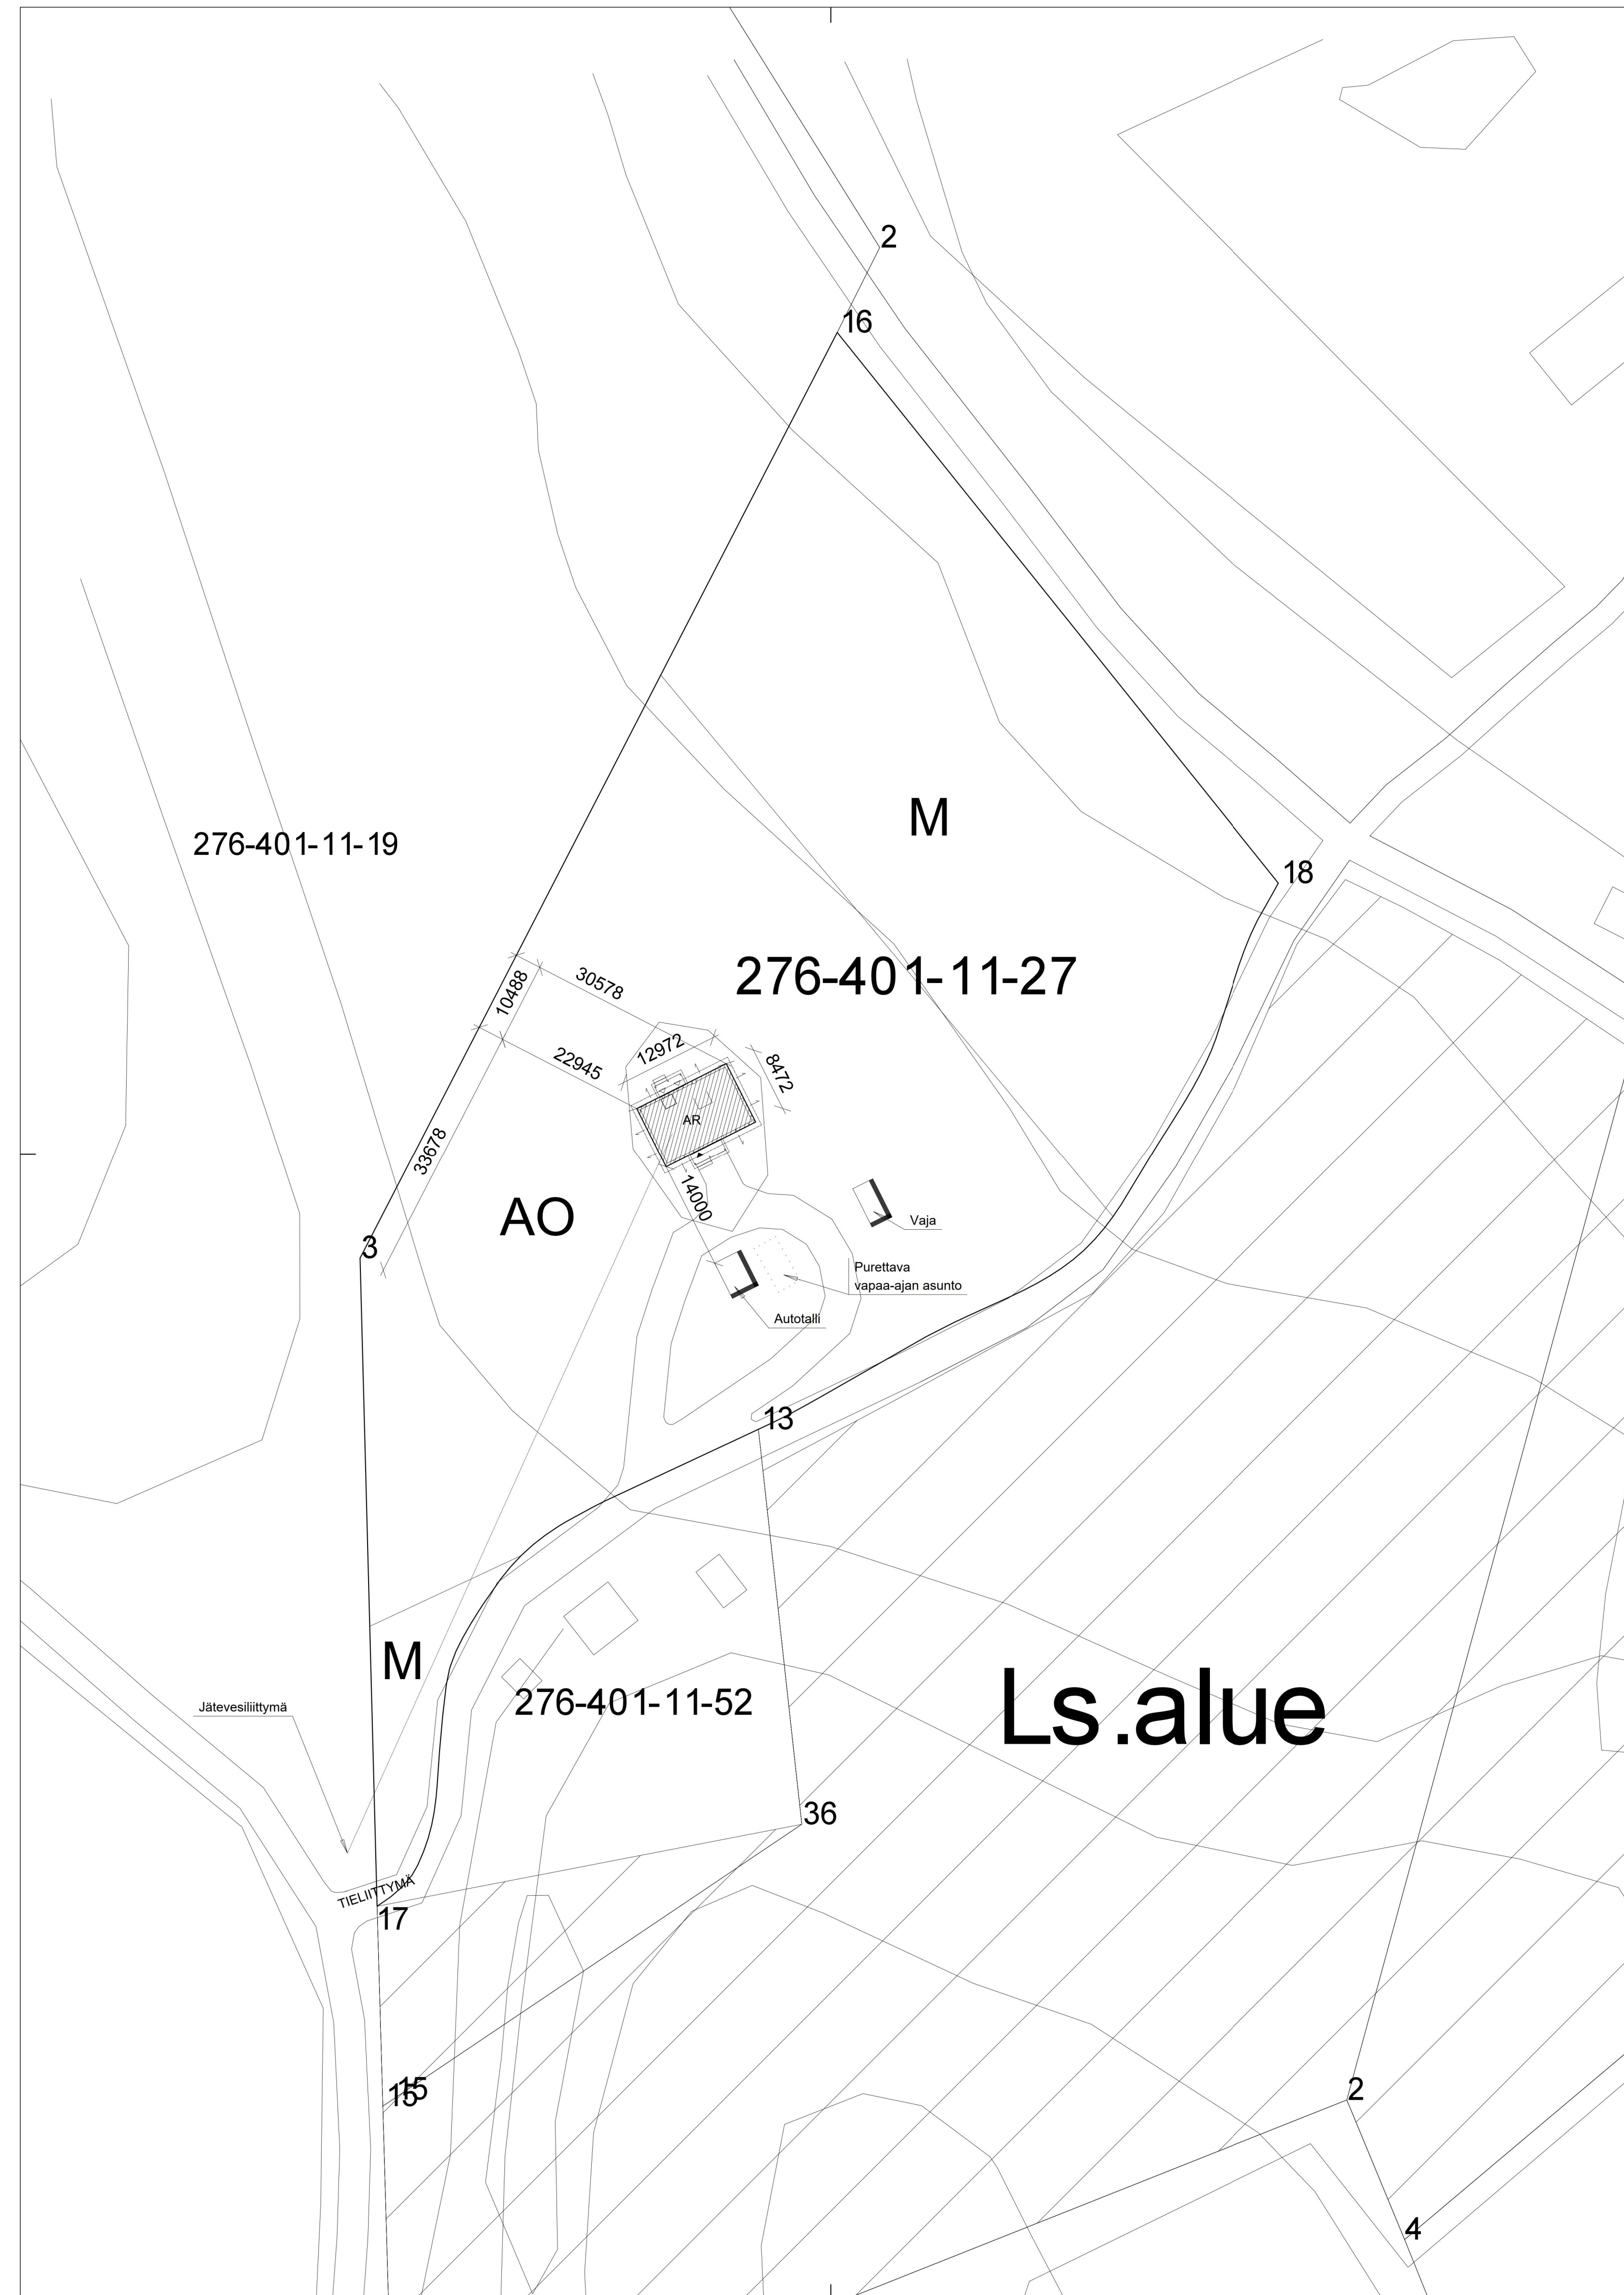 2
16
M
276-401-11-19
18
276-401-11-27
30578
10488
12972
22945
8472
AR
33678
14000
AO
Vaja
3
Purettava
vapaa-ajan asunto
Autotalli
13
M
276-401-11-52
Jätevesiliittymä
Ls.alue
36
TIELIITTYMÄ
17
15
15
2
4